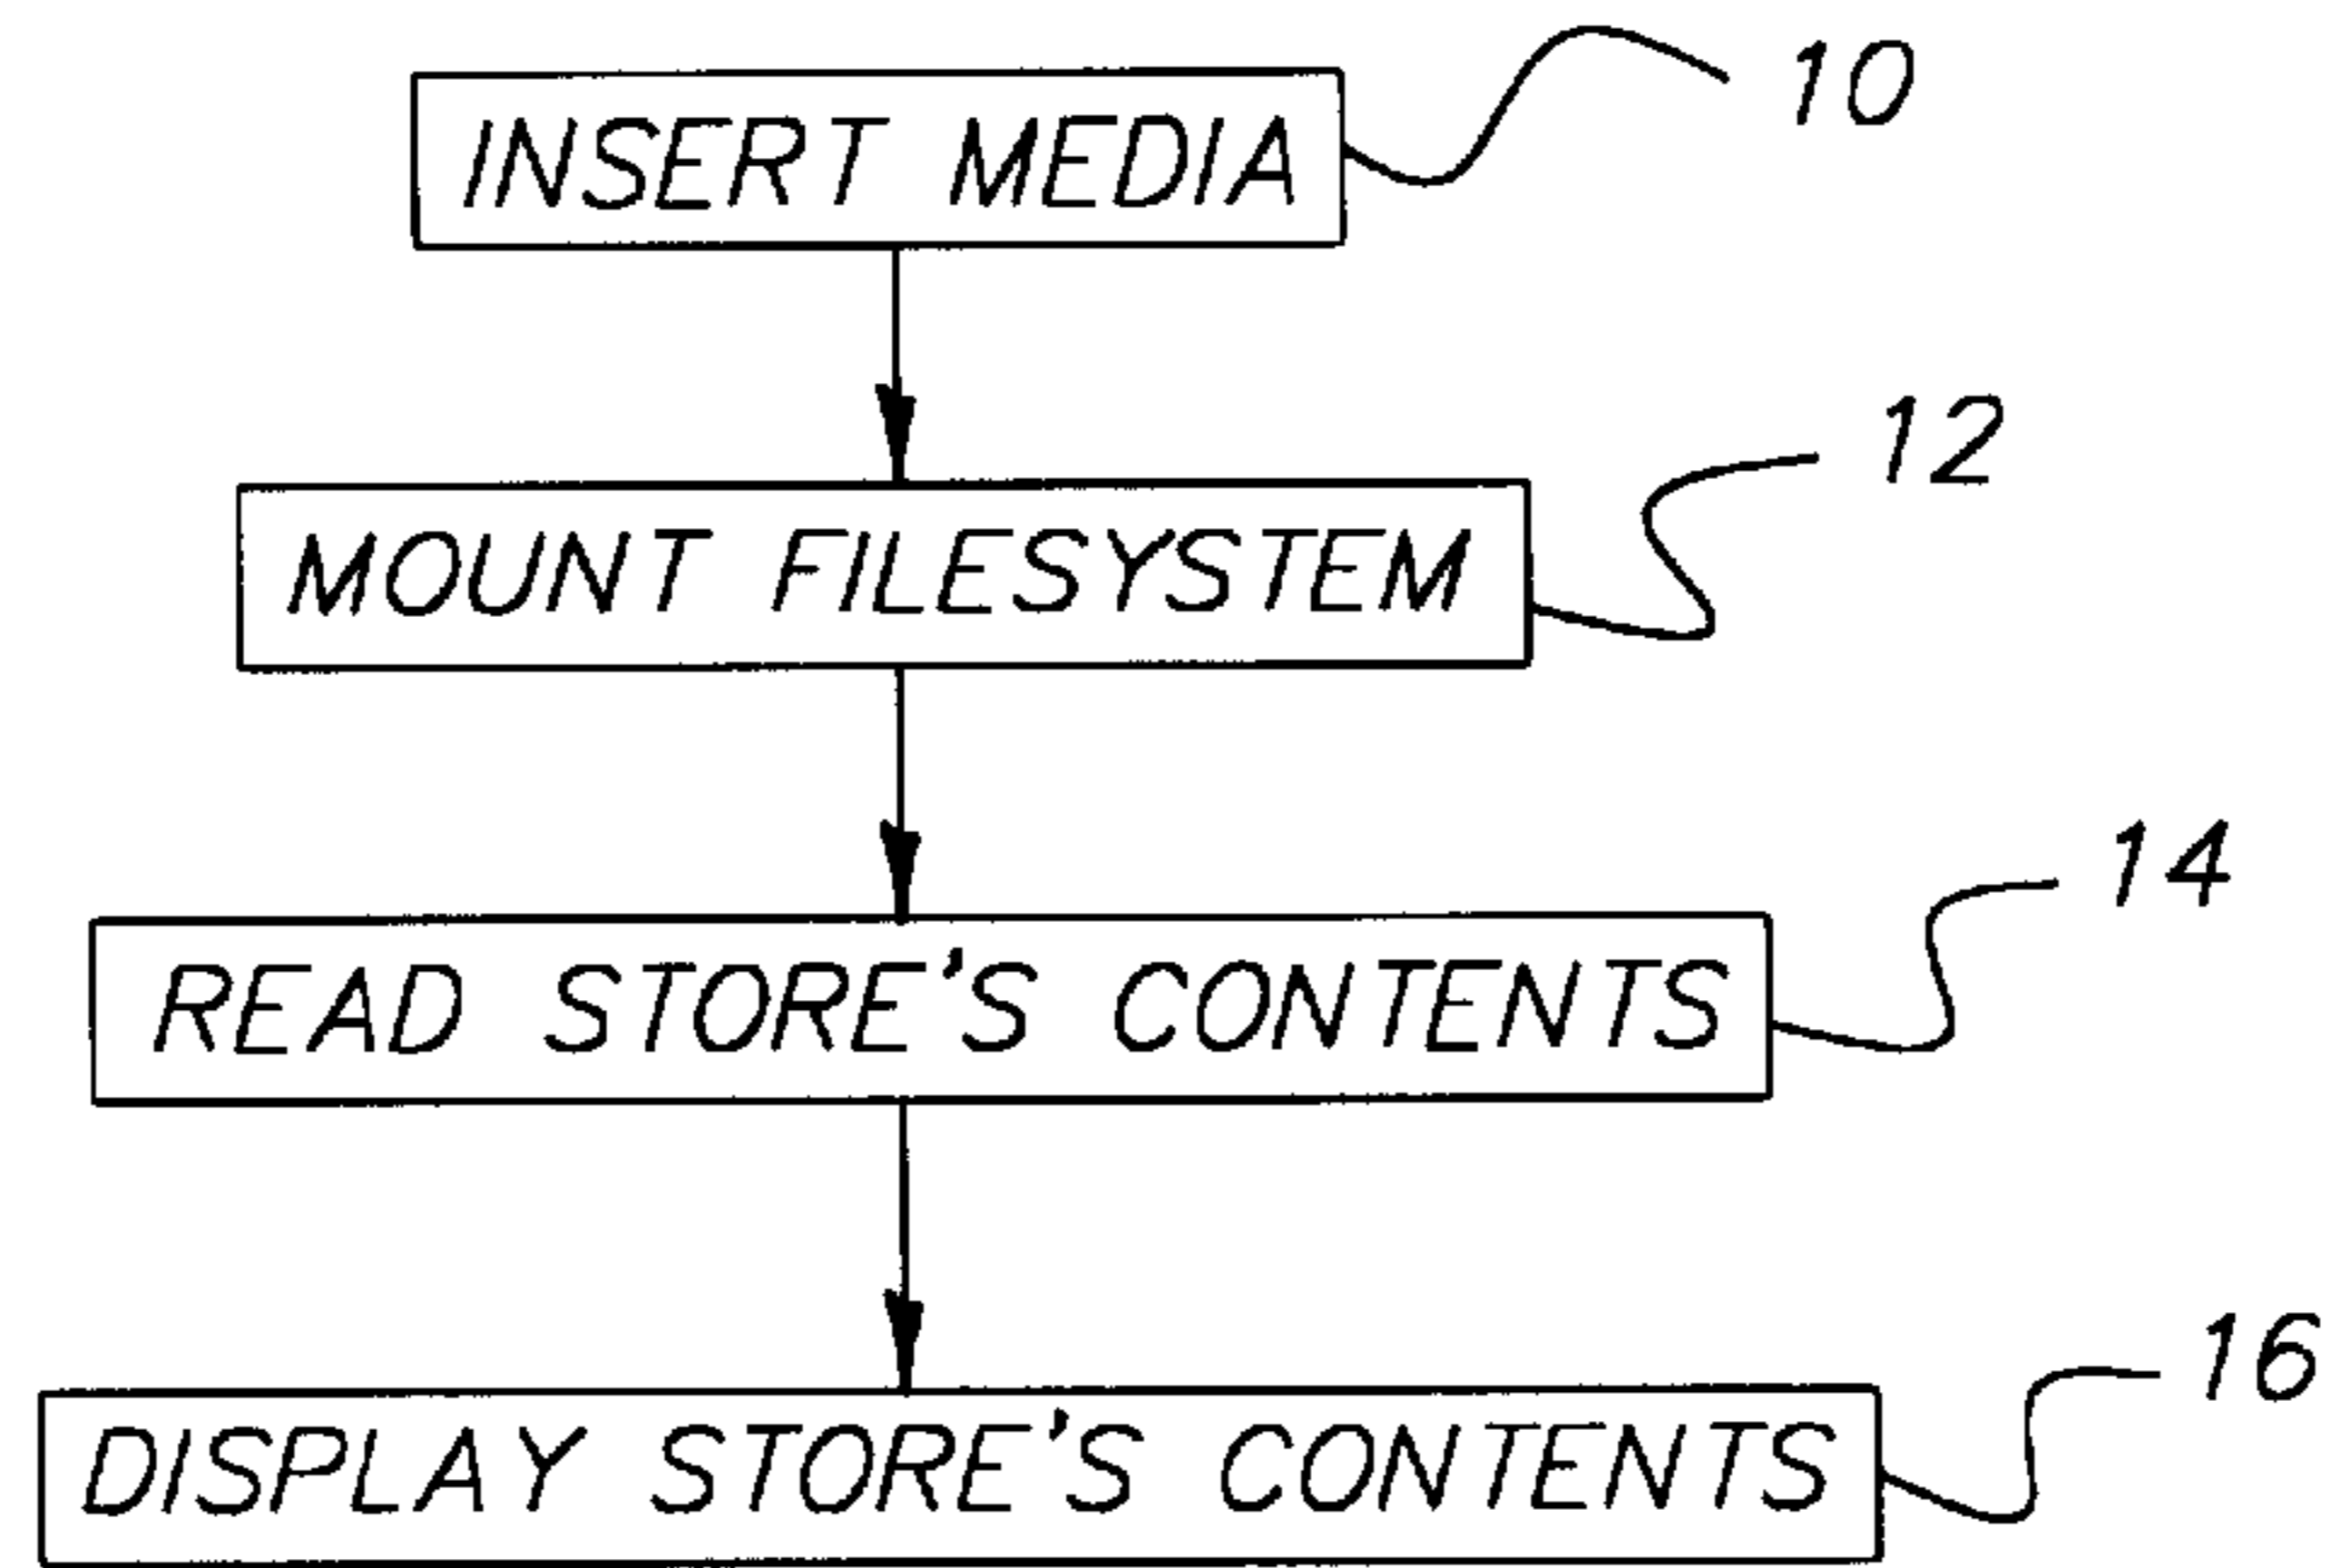 INSERT MEDIA
10
MOUNT FILESYSTEM
12
READ STORE'S CONTENTS
14
DISPLAY STORE'S CONTENTS
16